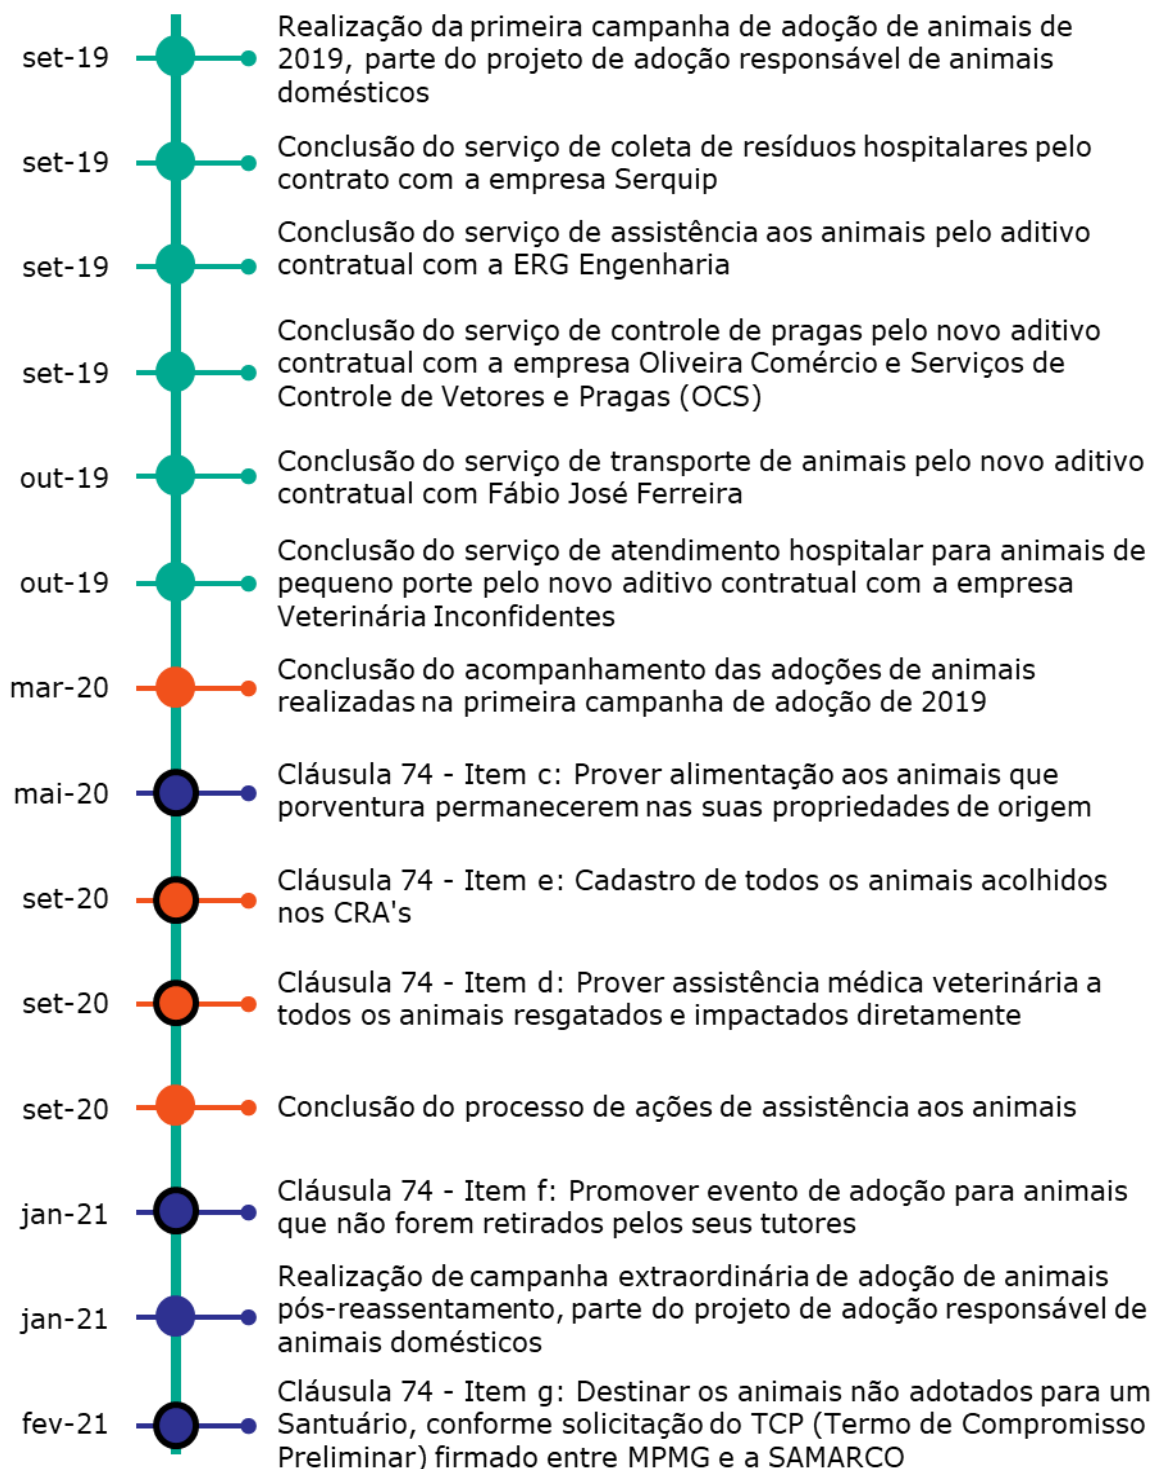 set-19
Realização da primeira campanha de adoção de animais de
2019, parte do projeto de adoção responsável de animais
domésticos
set-19
Conclusão do serviço de coleta de resíduos hospitalares pelo
contrato com a empresa Serquip
set-19
Conclusão do serviço de assistência aos animais pelo aditivo
contratual com a ERG Engenharia
set-19
Conclusão do serviço de controle de pragas pelo novo aditivo
contratual com a empresa Oliveira Comércio e Serviços de
Controle de Vetores e Pragas (OCS)
out-19
Conclusão do serviço de transporte de animais pelo novo aditivo
contratual com Fábio José Ferreira
out-19
Conclusão do serviço de atendimento hospitalar para animais de
pequeno porte pelo novo aditivo contratual com a empresa
Veterinária Inconfidentes
mar-20
Conclusão do acompanhamento das adoções de animais
realizadas na primeira campanha de adoção de 2019
mai-20
Cláusula 74 - Item c: Prover alimentação aos animais que
porventura permanecerem nas suas propriedades de origem
set-20
Cláusula 74 - Item e: Cadastro de todos os animais acolhidos
nos CRA's
set-20
Cláusula 74 - Item d: Prover assistência médica veterinária a
todos os animais resgatados e impactados diretamente
set-20
Conclusão do processo de ações de assistência aos animais
jan-21
Cláusula 74 - Item f: Promover evento de adoção para animais
que não forem retirados pelos seus tutores
jan-21
Realização de campanha extraordinária de adoção de animais
pós-reassentamento, parte do projeto de adoção responsável de
animais domésticos
fev-21
Cláusula 74 - Item g: Destinar os animais não adotados para um
Santuário, conforme solicitação do TCP (Termo de Compromisso
Preliminar) firmado entre MPMG e a SAMARCO